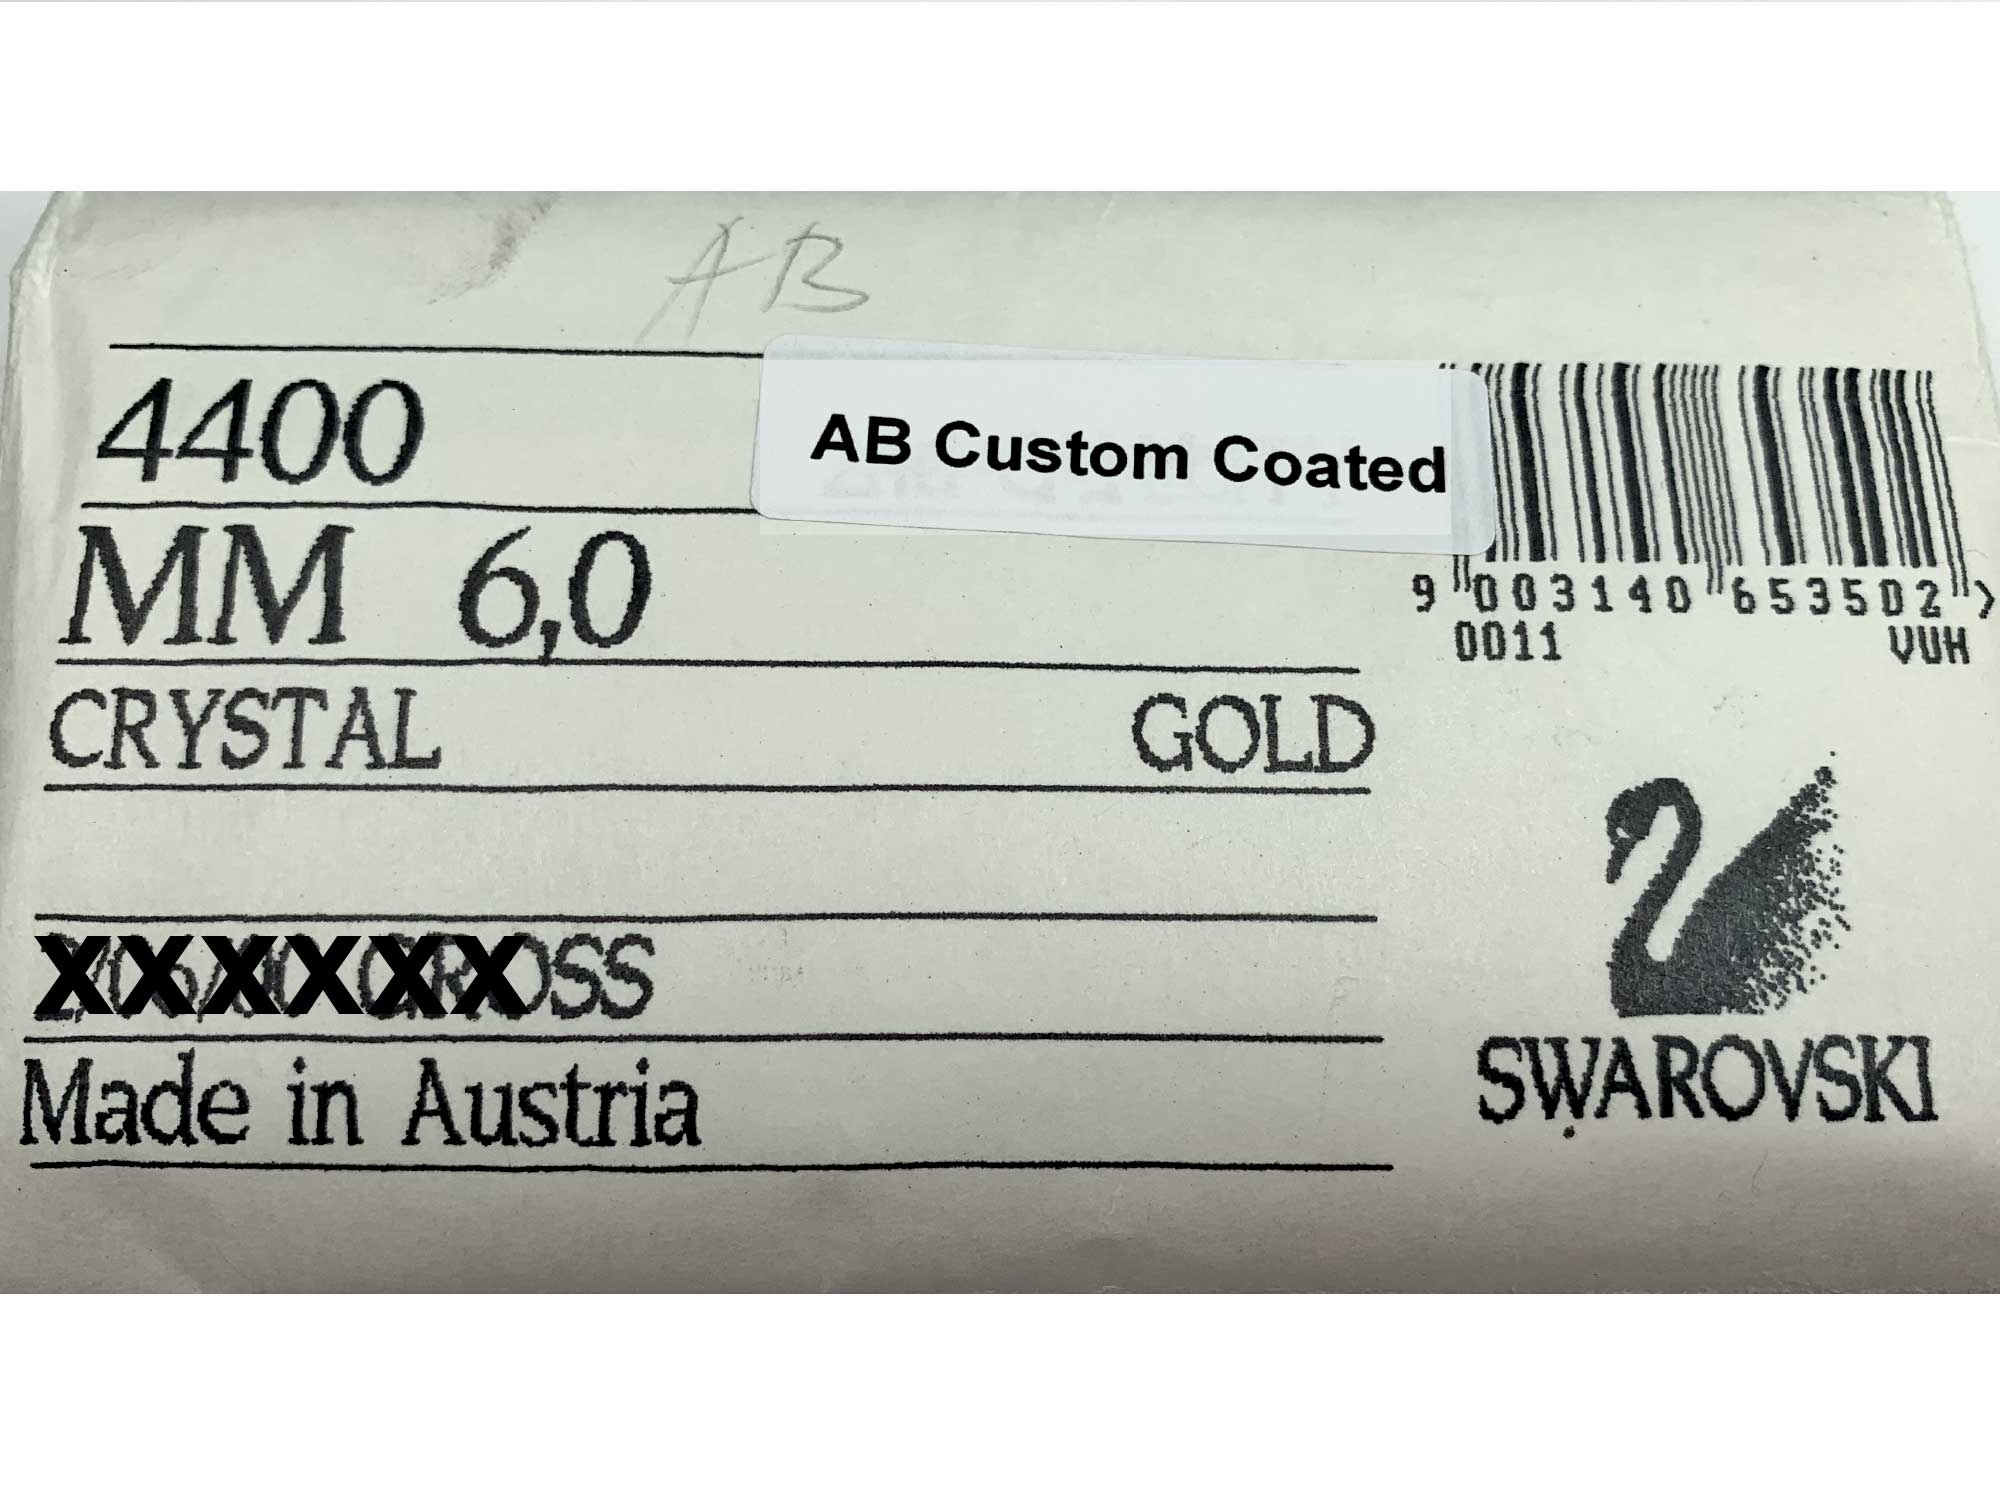 AB
4400
AB Custom Coated
MM 6,0
9 003140 653502 >
0011 VUH
CRYSTAL GOLD
XXXXXX
Made in Austria
SWAROVSKI